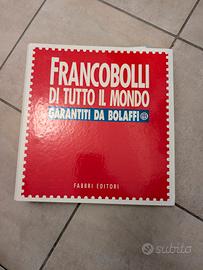 FRANCOBOLLI
DI TUTTO IL MONDO
GARANTITI DA BOLAFFI
FABBRI EDITORI
subito